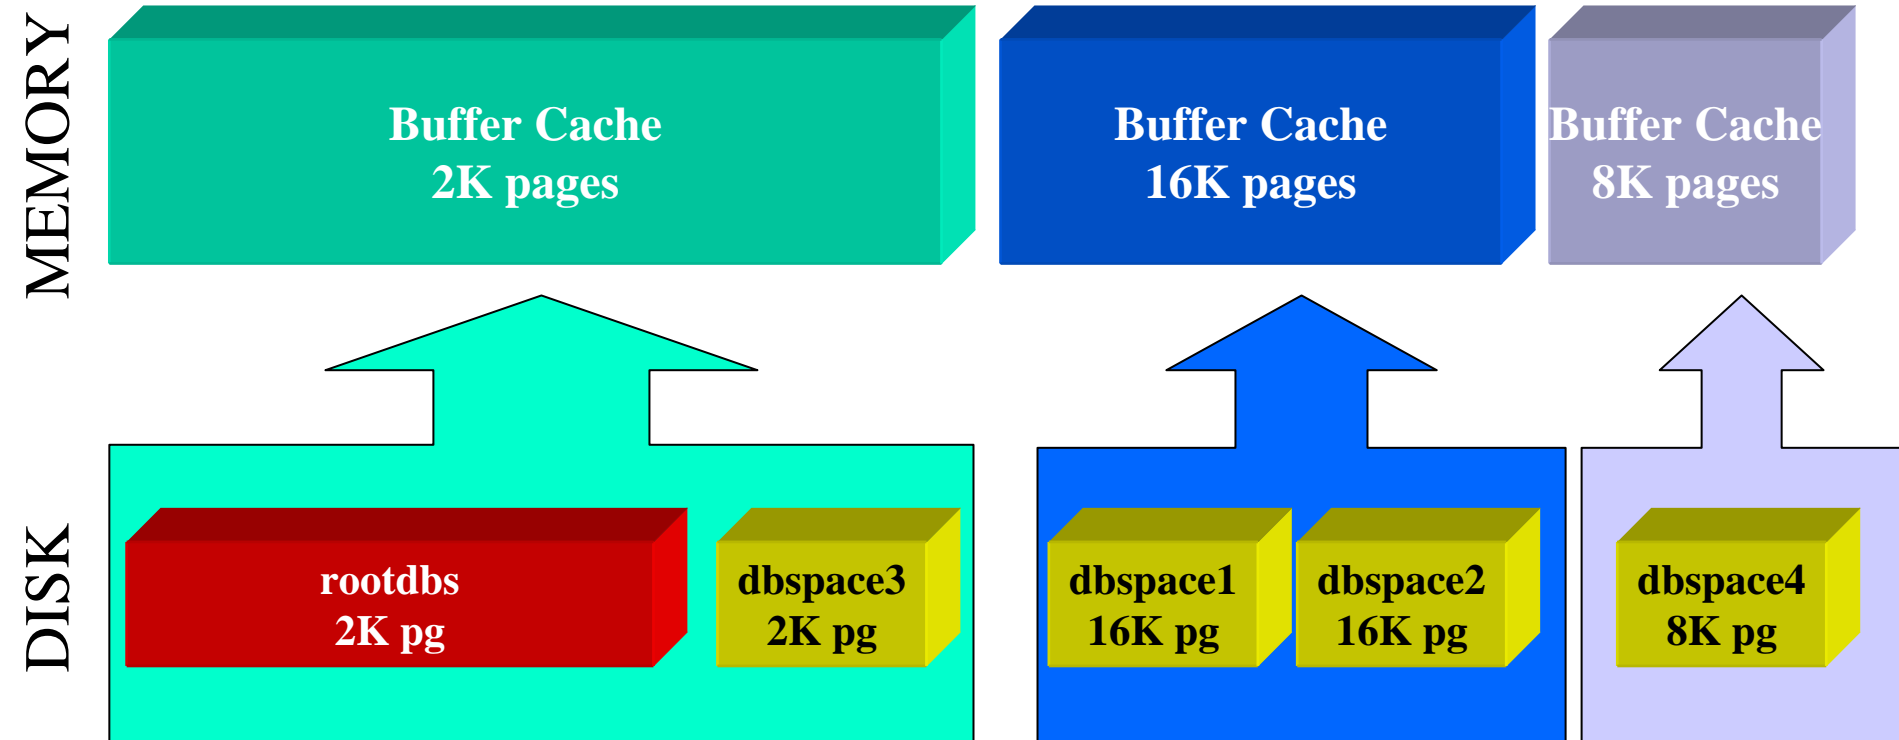 MEMORY
Buffer Cache
2K pages
Buffer Cache
16K pages
Buffer Cache
8K pages
DISK
rootdbs
2K pg
dbspace3
2K pg
dbspace1
16K pg
dbspace2
16K pg
dbspace4
8K pg